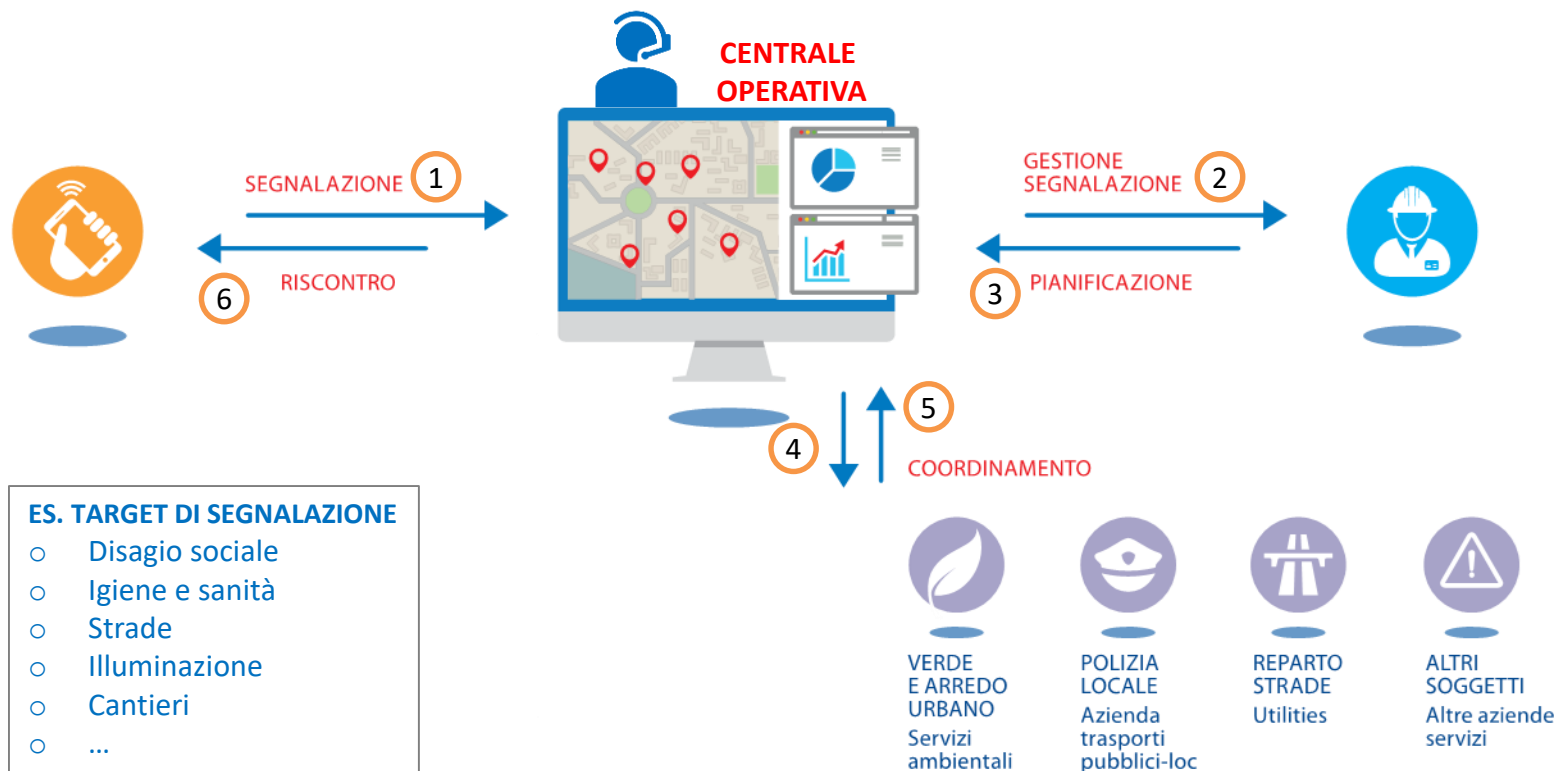 CENTRALE
OPERATIVA
SEGNALAZIONE 1
6 RISCONTRO
GESTIONE
SEGNALAZIONE 2
3 PIANIFICAZIONE
4
5
COORDINAMENTO
ES. TARGET DI SEGNALAZIONE
o Disagio sociale
o Igiene e sanità
o Strade
o Illuminazione
o Cantieri
o ...
VERDE
E ARREDO
URBANO
Servizi
ambientali
POLIZIA
LOCALE
Azienda
trasporti
pubblici-loc
REPARTO
STRADE
Utilities
ALTRI
SOGGETTI
Altre aziende
servizi